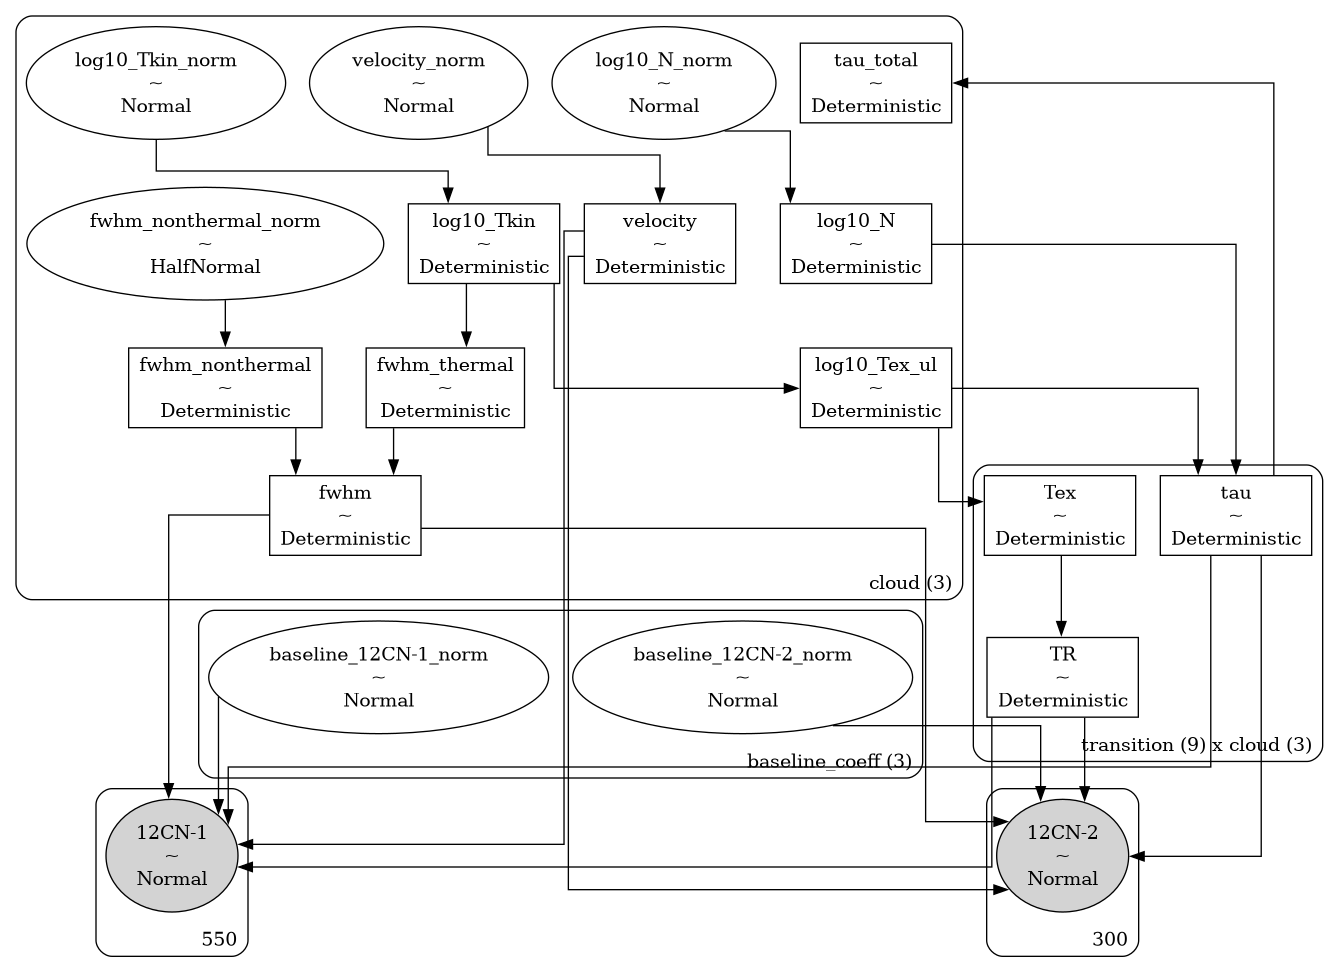 log10_Tkin_norm
~
Normal
velocity_norm
~
Normal
log10_N_norm
~
Normal
tau_total
~
Deterministic
fwhm_nonthermal_norm
~
HalfNormal
log10_Tkin
~
Deterministic
velocity
~
Deterministic
log10_N
~
Deterministic
fwhm_nonthermal
~
Deterministic
fwhm_thermal
~
Deterministic
log10_Tex_ul
~
Deterministic
fwhm
~
Deterministic
Tex
~
Deterministic
tau
~
Deterministic
cloud (3)
baseline_12CN-1_norm
~
Normal
baseline_12CN-2_norm
~
Normal
TR
~
Deterministic
transition (9) x cloud (3)
baseline_coeff (3)
12CN-1
~
Normal
550
12CN-2
~
Normal
300